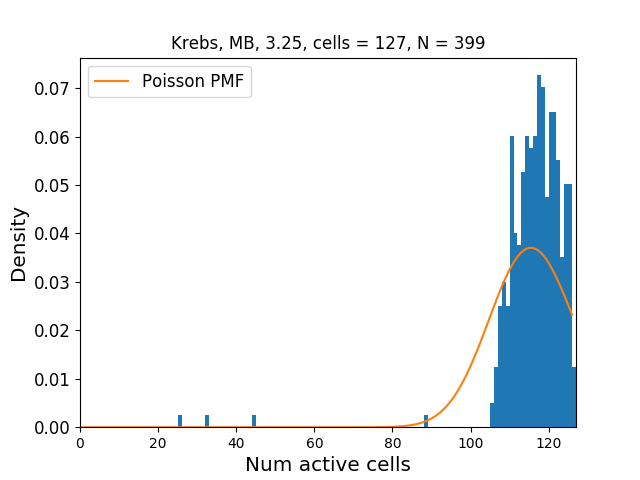 Krebs, MB, 3.25, cells = 127, N = 399
Poisson PMF
0.07
0.06
0.05
0.04
0.03
0.02
0.01
0.00
Density
0 20 40 60 80 100 120
Num active cells